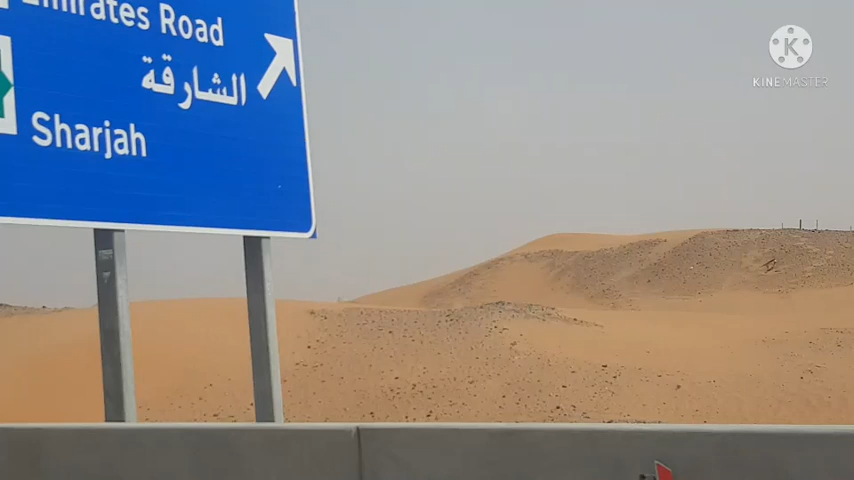 Emirates Road
الشارقة
Sharjah
K
KINEMASTER